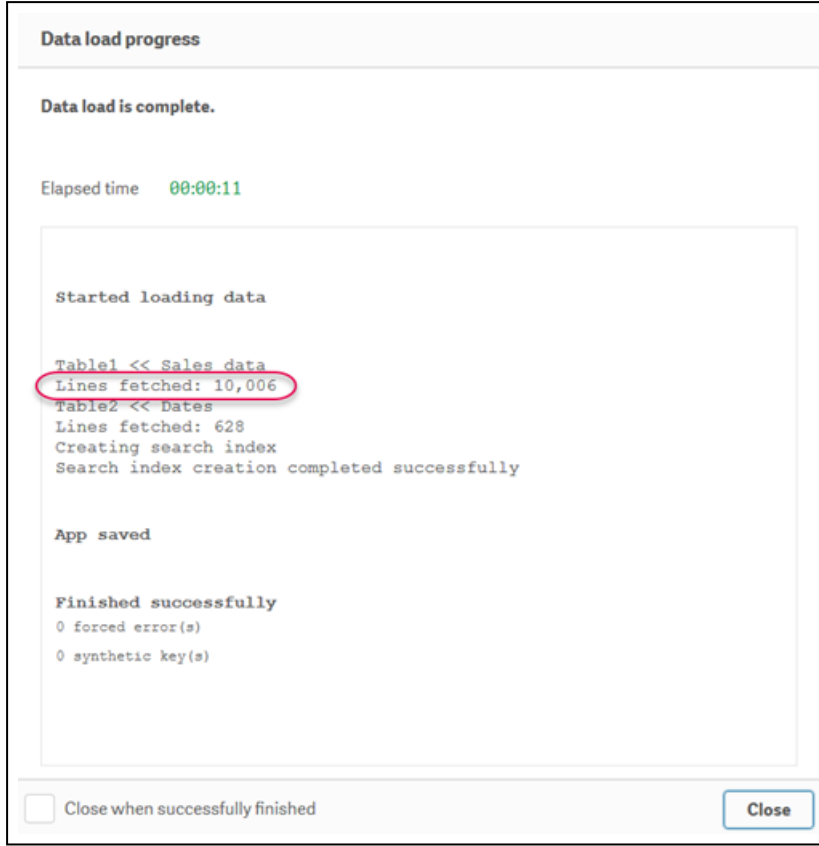 Data load progress
Data load is complete.
Elapsed time 00:00:11
Started loading data
Table1 << Sales data
Lines fetched: 10,006
Table2 << Dates
Lines fetched: 628
Creating search index
Search index creation completed successfully
App saved
Finished successfully
0 forced error(s)
0 synthetic key(s)
Close when successfully finished
Close